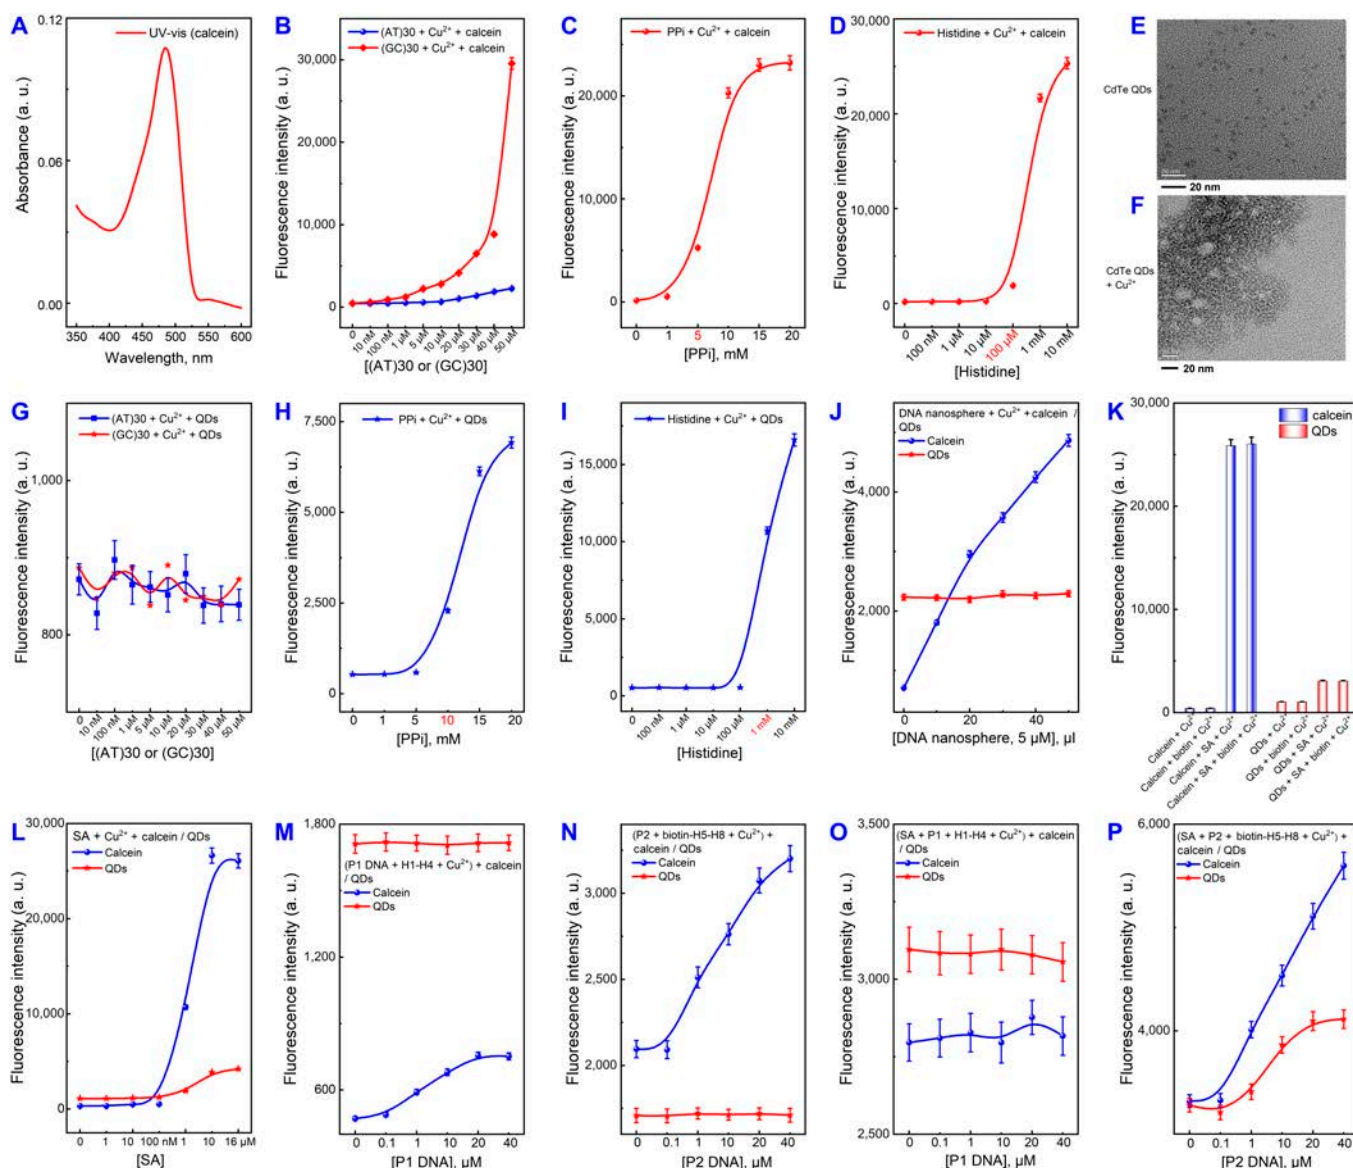 A
0.12
UV-vis (calcein)
Absorbance (a. u.)
0.06
0.00
350 400 450 500 550 600
Wavelength, nm
B
(AT)30 + Cu²⁺ + calcein
(GC)30 + Cu²⁺ + calcein
Fluorescence intensity (a. u.)
30,000
20,000
10,000
0
0 10 nM 100 nM 1 µM 5 µM 10 µM 20 µM 30 µM 40 µM 50 µM
[(AT)30 or (GC)30]
C
PPi + Cu²⁺ + calcein
Fluorescence intensity (a. u.)
20,000
10,000
0
0 1 5 10 15 20
[PPi], mM
D
Histidine + Cu²⁺ + calcein
Fluorescence intensity (a. u.)
30,000
20,000
10,000
0
0 100 nM 1 µM 10 µM 100 µM 1 mM 10 mM
[Histidine]
E
CdTe QDs
20 nm
F
CdTe QDs
+ Cu²⁺
20 nm
G
(AT)30 + Cu²⁺ + QDs
(GC)30 + Cu²⁺ + QDs
Fluorescence intensity (a. u.)
1,000
800
0 10 nM 100 nM 1 µM 5 µM 10 µM 20 µM 30 µM 40 µM 50 µM
[(AT)30 or (GC)30]
H
PPi + Cu²⁺ + QDs
Fluorescence intensity (a. u.)
7,500
5,000
2,500
0
0 1 5 10 15 20
[PPi], mM
I
Histidine + Cu²⁺ + QDs
Fluorescence intensity (a. u.)
15,000
10,000
5,000
0
0 100 nM 1 µM 10 µM 100 µM 1 mM 10 mM
[Histidine]
J
DNA nanosphere + Cu²⁺ +calcein /
QDs
Calcein
QDs
Fluorescence intensity (a. u.)
4,000
2,000
0 20 40
[DNA nanosphere, 5 µM], µl
K
calcein
QDs
Fluorescence intensity (a. u.)
30,000
20,000
10,000
0
Calcein + Cu²⁺
Calcein + biotin + Cu²⁺
Calcein + SA + Cu²⁺
Calcein + SA + biotin + Cu²⁺
QDs + Cu²⁺
QDs + biotin + Cu²⁺
QDs + SA + Cu²⁺
QDs + SA + biotin + Cu²⁺
L
SA + Cu²⁺ + calcein / QDs
Calcein
QDs
Fluorescence intensity (a. u.)
30,000
20,000
10,000
0
0 1 10 100 nM 1 10 16 µM
[SA]
M
(P1 DNA + H1-H4 + Cu²⁺) + calcein
/ QDs
Calcein
QDs
Fluorescence intensity (a. u.)
1,800
1,200
600
0 0.1 1 10 20 40
[P1 DNA], µM
N
(P2 + biotin-H5-H8 + Cu²⁺) +
calcein / QDs
Calcein
QDs
Fluorescence intensity (a. u.)
3,000
2,500
2,000
0 0.1 1 10 20 40
[P2 DNA], µM
O
(SA + P1 + H1-H4 + Cu²⁺) + calcein
/ QDs
Calcein
QDs
Fluorescence intensity (a. u.)
3,500
3,000
2,500
0 0.1 1 10 20 40
[P1 DNA], µM
P
(SA + P2 + biotin-H5-H8 + Cu²⁺) +
calcein / QDs
Calcein
QDs
Fluorescence intensity (a. u.)
6,000
4,000
0 0.1 1 10 20 40
[P2 DNA], µM